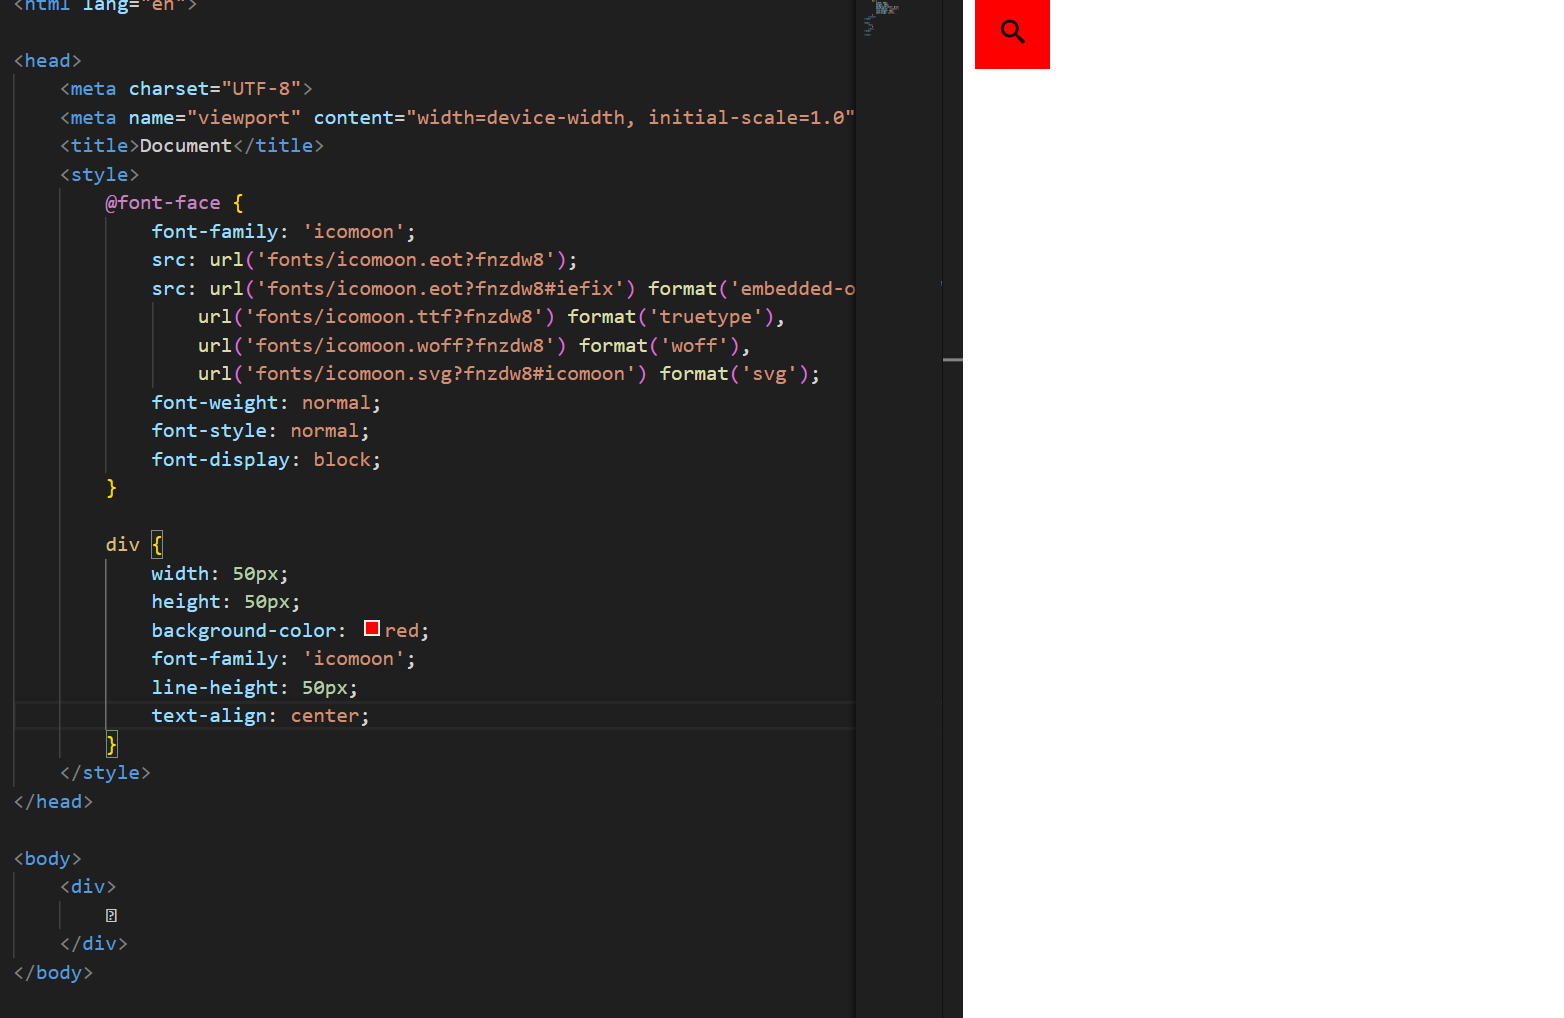 <html lang="en">
<head>
<meta charset="UTF-8">
<meta name="viewport" content="width=device-width, initial-scale=1.0"
<title>Document</title>
<style>
@font-face {
font-family: 'icomoon';
src: url('fonts/icomoon.eot?fnzdw8');
src: url('fonts/icomoon.eot?fnzdw8#iefix') format('embedded-o
url('fonts/icomoon.ttf?fnzdw8') format('truetype'),
url('fonts/icomoon.woff?fnzdw8') format('woff'),
url('fonts/icomoon.svg?fnzdw8#icomoon') format('svg');
font-weight: normal;
font-style: normal;
font-display: block;
}
div {
width: 50px;
height: 50px;
background-color: red;
font-family: 'icomoon';
line-height: 50px;
text-align: center;
}
</style>
</head>
<body>
<div>
</div>
</body>